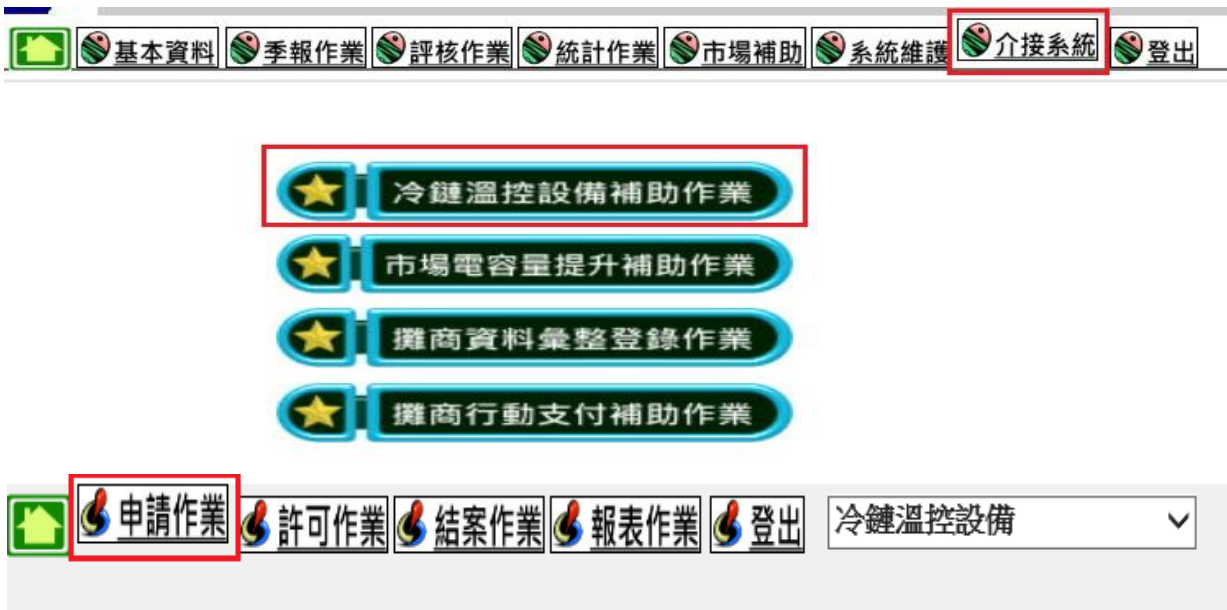 基本資料 季報作業 評核作業 統計作業 市場補助 系統維護 介接系統 登出
冷鏈溫控設備補助作業
市場電容量提升補助作業
攤商資料彙整登錄作業
攤商行動支付補助作業
申請作業 許可作業 結案作業 報表作業 登出 冷鏈溫控設備